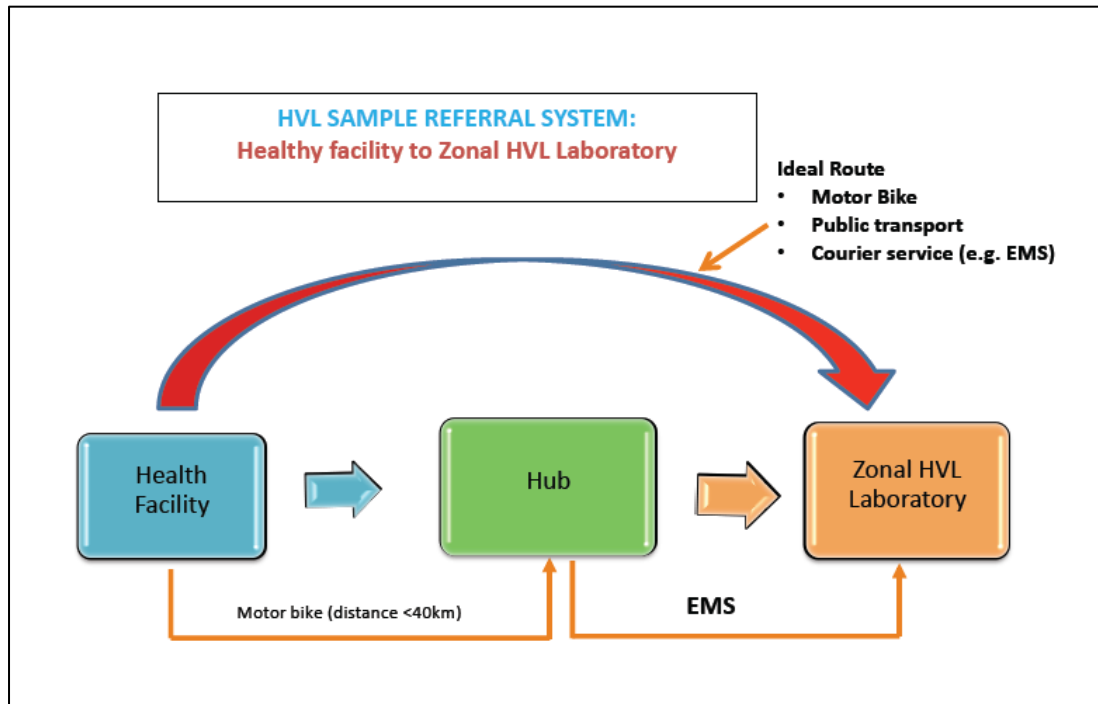 HVL SAMPLE REFERRAL SYSTEM:
Healthy facility to Zonal HVL Laboratory
Ideal Route
• Motor Bike
• Public transport
• Courier service (e.g. EMS)
Health
Facility
Hub
Zonal HVL
Laboratory
Motor bike (distance <40km)
EMS